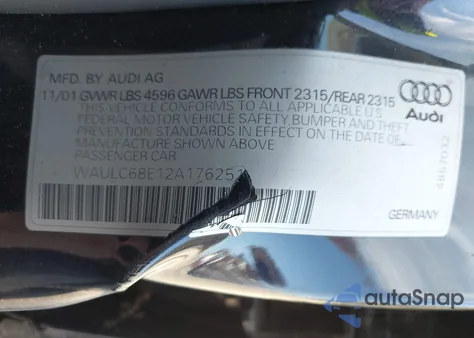 MFD. BY AUDI AG
11/01 GVWR LBS 4596 GAWR LBS FRONT 2315/REAR 2315
THIS VEHICLE CONFORMS TO ALL APPLICABLE U.S
FEDERAL MOTOR VEHICLE SAFETY BUMPER AND THEFT
PREVENTION STANDARDS IN EFFECT ON THE DATE OF
MANUFACTURE SHOWN ABOVE
PASSENGER CAR
WAULC68E12A17625
Audi
GERMANY
autaSnap